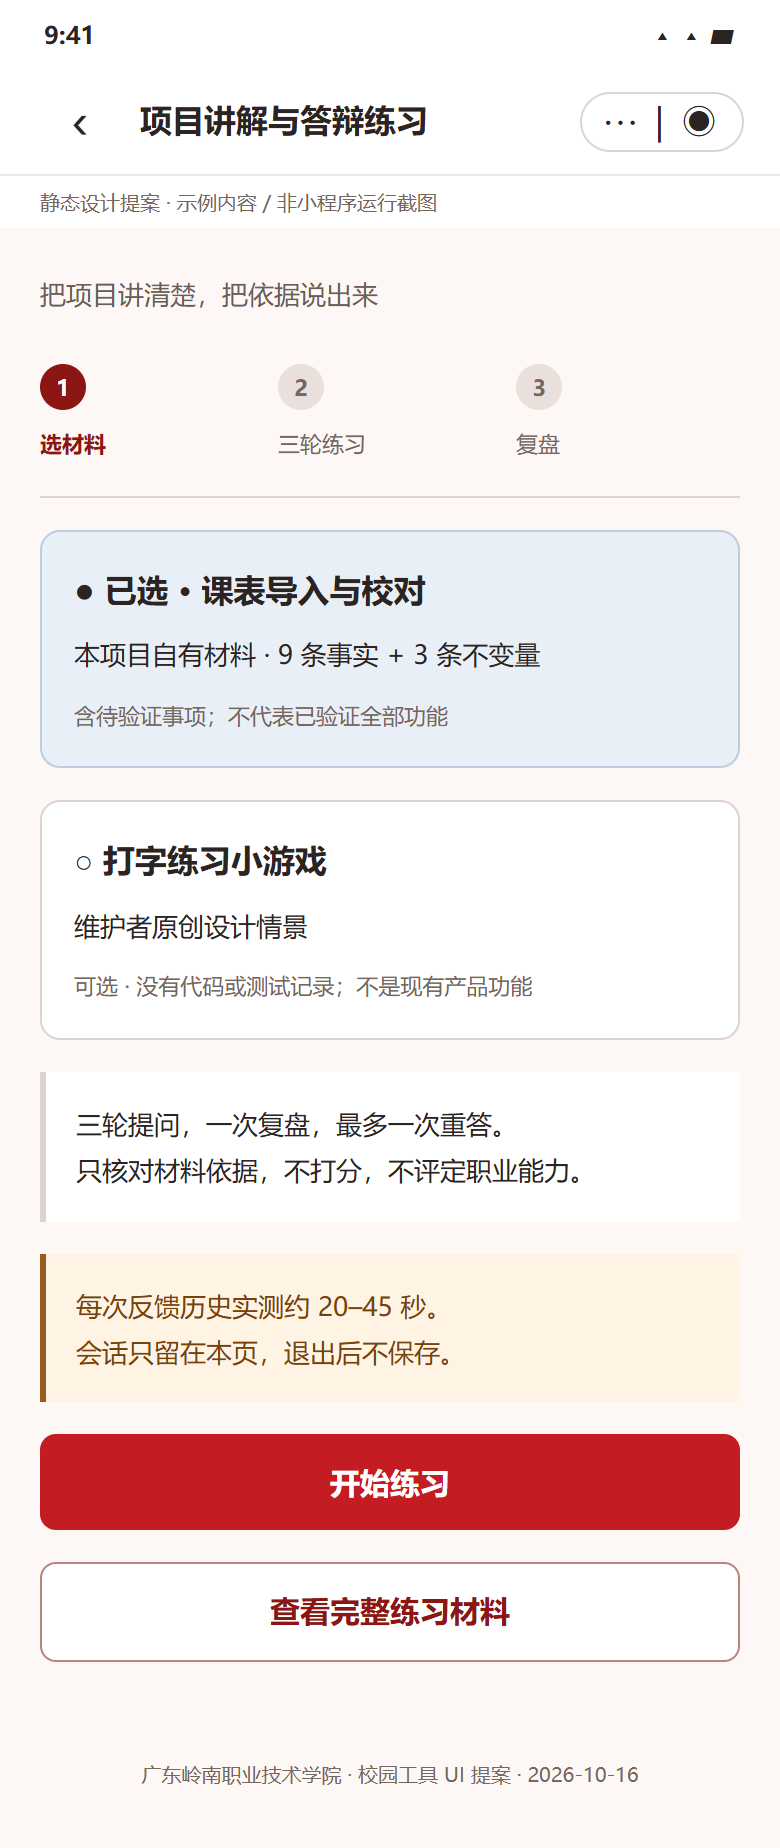 9:41
项目讲解与答辩练习
静态设计提案 · 示例内容 / 非小程序运行截图
把项目讲清楚，把依据说出来
1 2 3
选材料 三轮练习 复盘
● 已选 • 课表导入与校对
本项目自有材料 · 9 条事实 + 3 条不变量
含待验证事项；不代表已验证全部功能
○ 打字练习小游戏
维护者原创设计情景
可选 · 没有代码或测试记录；不是现有产品功能
三轮提问，一次复盘，最多一次重答。
只核对材料依据，不打分，不评定职业能力。
每次反馈历史实测约 20–45 秒。
会话只留在本页，退出后不保存。
开始练习
查看完整练习材料
广东岭南职业技术学院 · 校园工具 UI 提案 · 2026-10-16